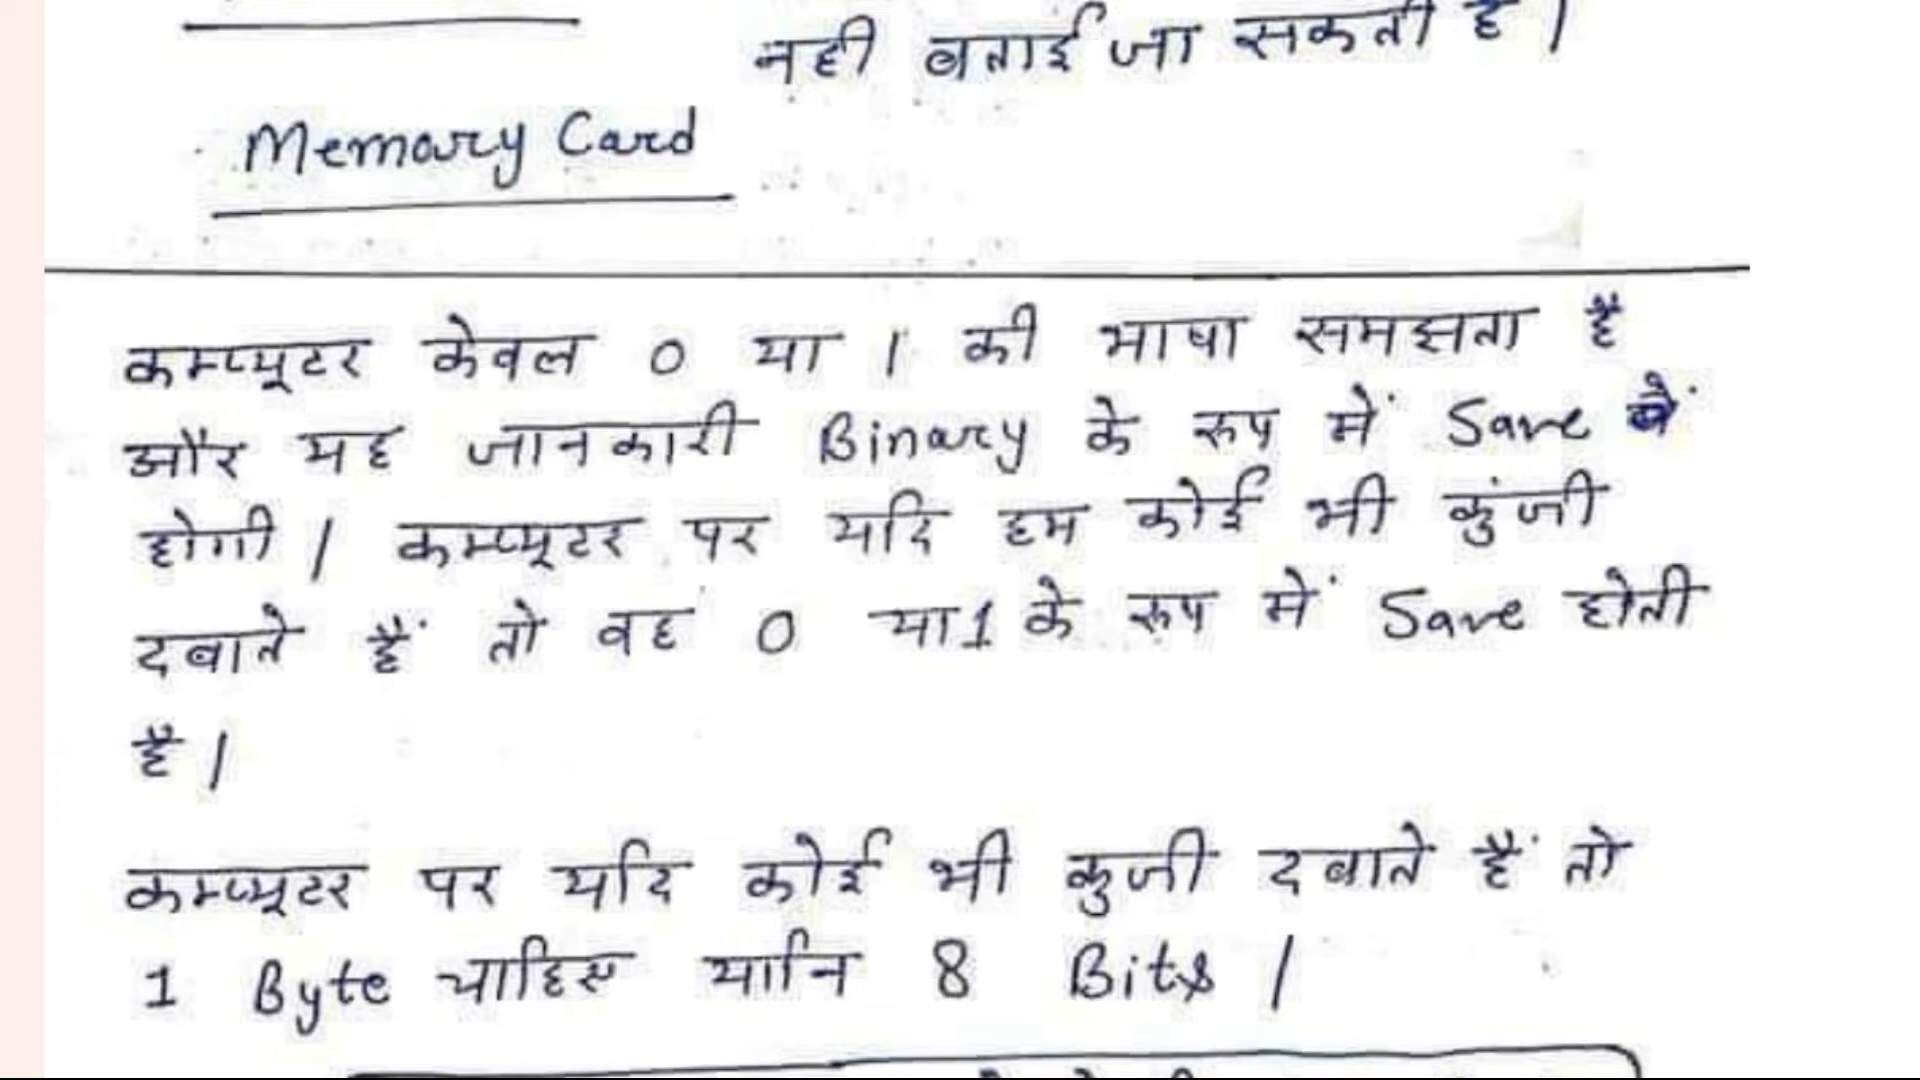 नही बताई जा सकती है |
Memory Card
कम्प्यूटर केवल 0 या 1 की भाषा समझता है
और यह जानकारी Binary के रूप में Save
होगी | कम्प्यूटर पर यदि हम कोई भी कुंजी
दबाते हैं तो वह 0 या 1 के रूप में Save होती
है |
कम्प्यूटर पर यदि कोई भी कुजी दबाते हैं तो
1 Byte चाहिए यानि 8 Bits |